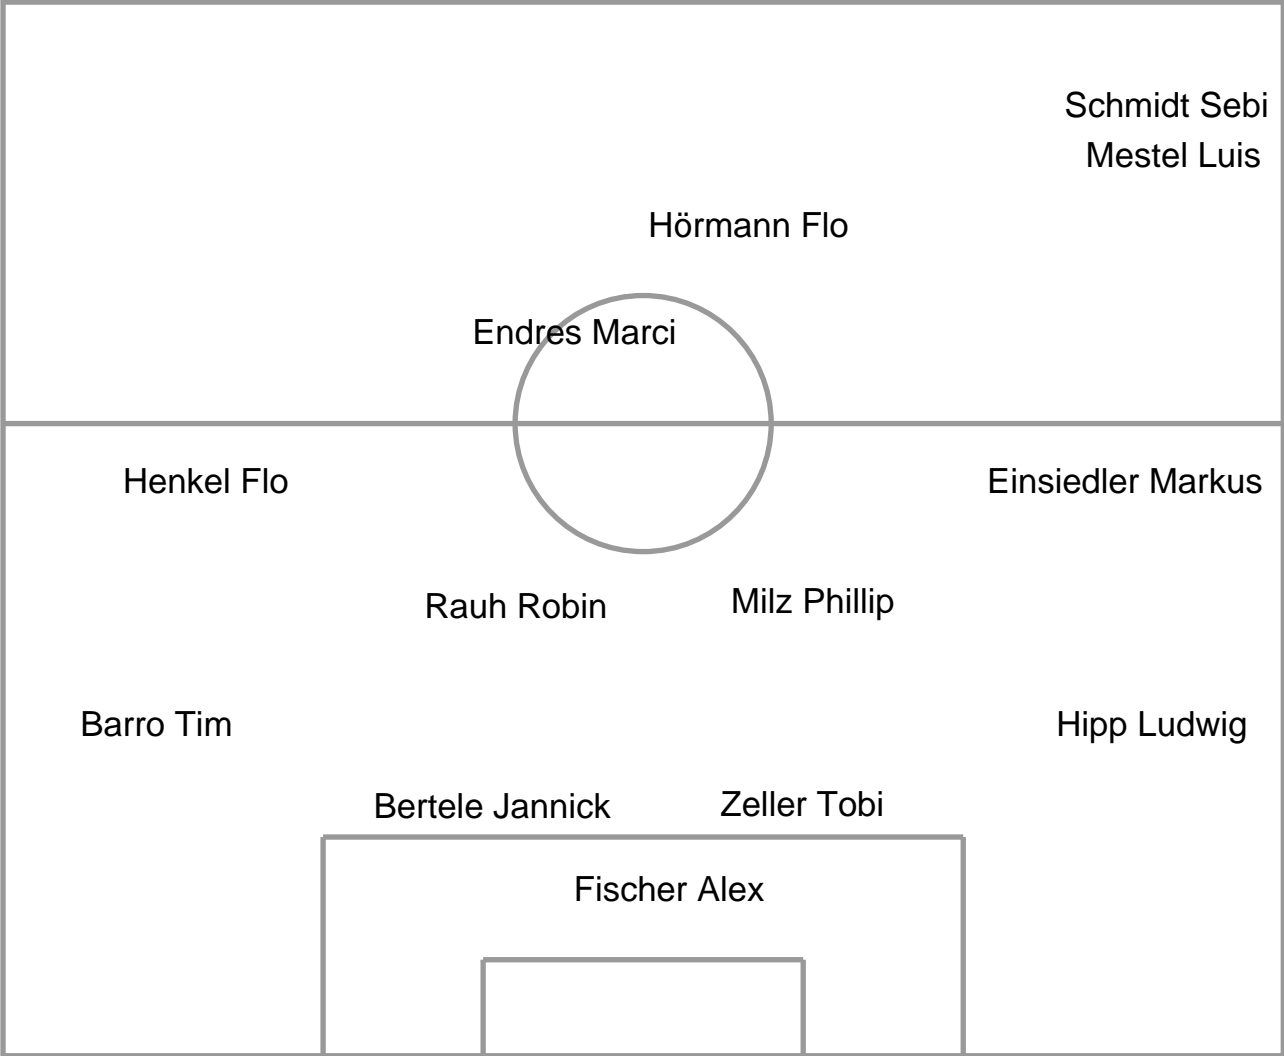 Schmidt Sebi
Mestel Luis
Hörmann Flo
Endres Marci
Henkel Flo
Einsiedler Markus
Rauh Robin
Milz Phillip
Barro Tim
Hipp Ludwig
Bertele Jannick
Zeller Tobi
Fischer Alex